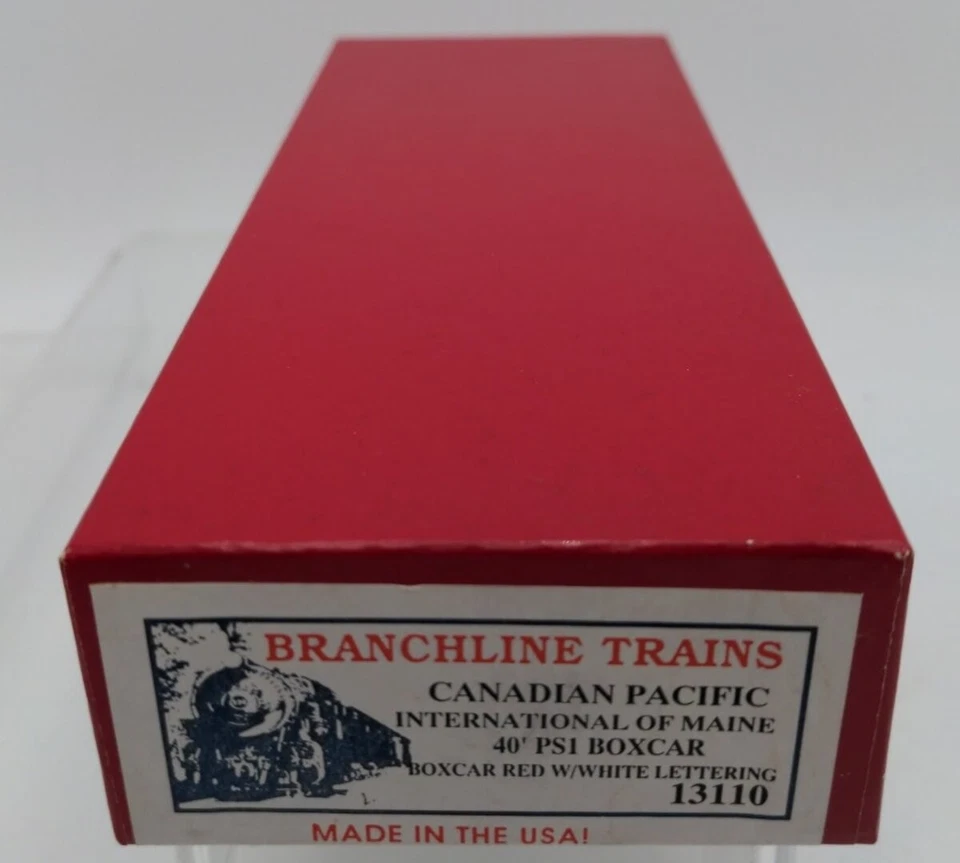 BRANCHLINE TRAINS
CANADIAN PACIFIC
INTERNATIONAL OF MAINE
40' PS1 BOXCAR
BOXCAR RED W/WHITE LETTERING
13110
MADE IN THE USA!